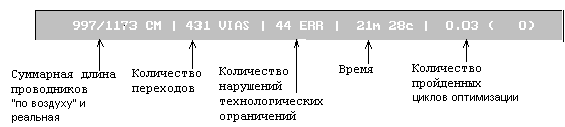 997/1173 CM | 431 VIAS | 44 ERR | 21м 28с | 0.03 ( 0)
Суммарная длина
проводников
"по воздуху" и
реальная
Количество
переходов
Количество
нарушений
технологических
ограничений
Время
Количество
пройденных
циклов оптимизации